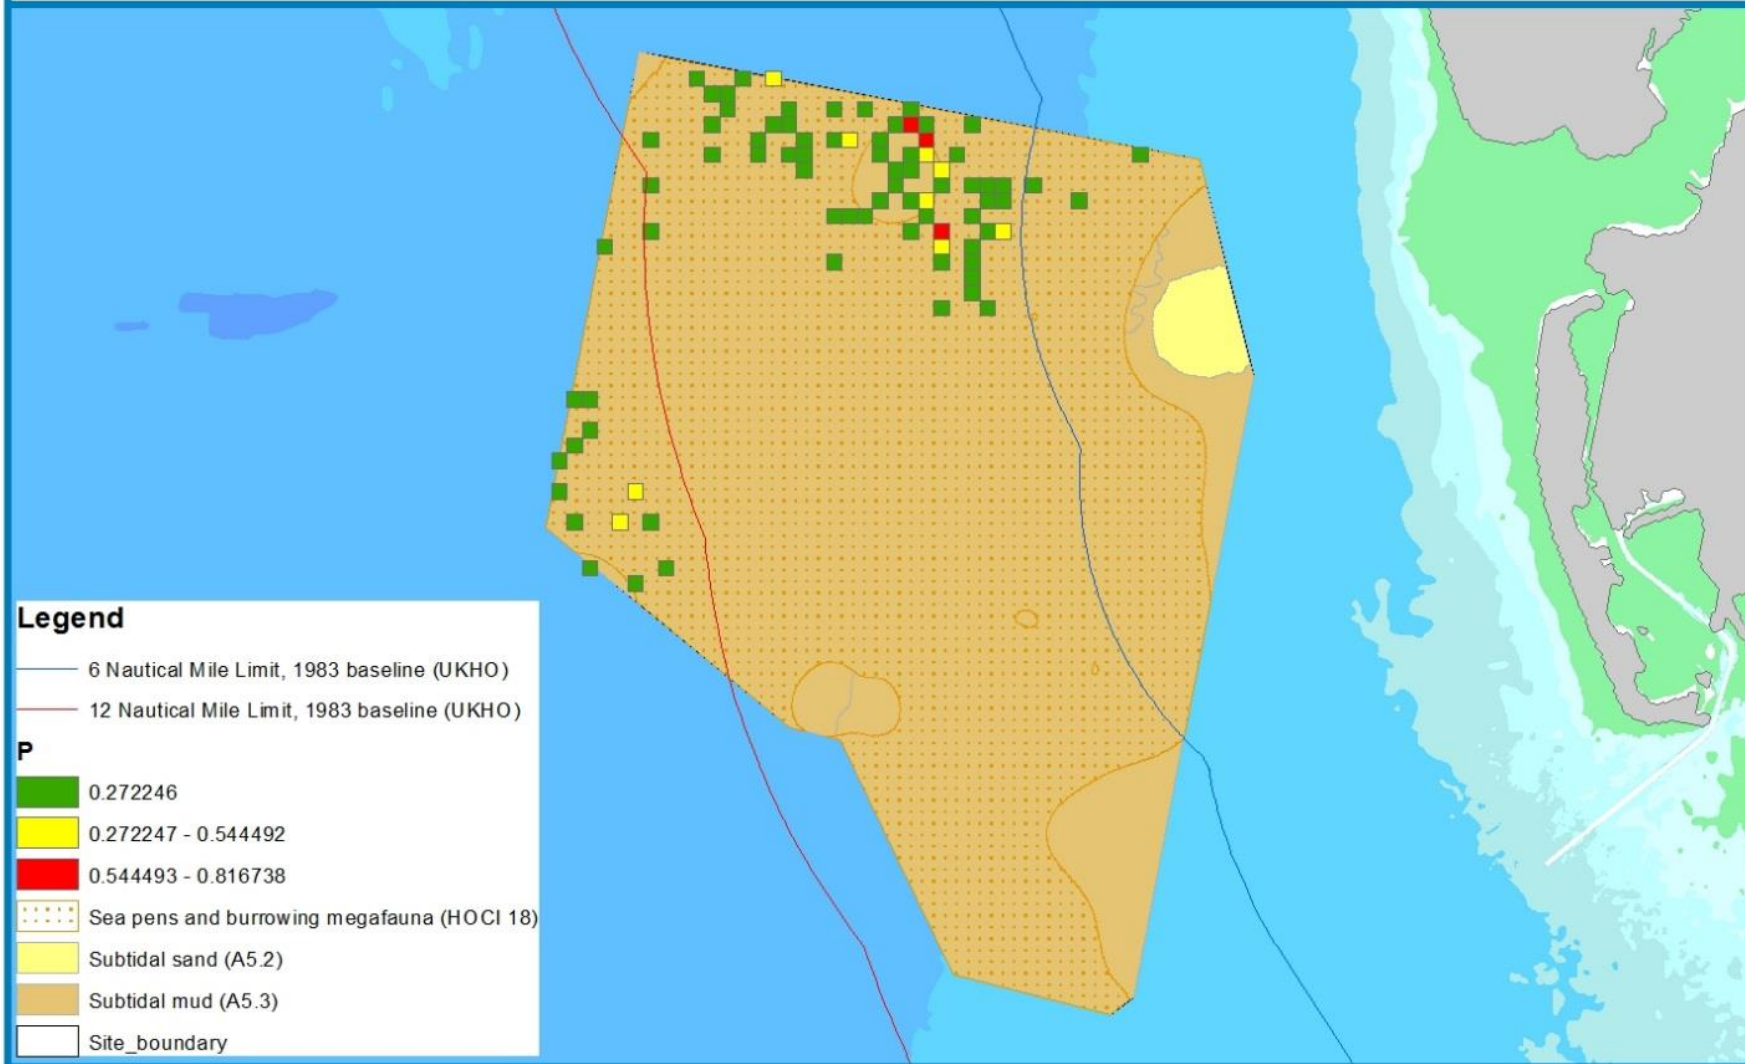 Legend
6 Nautical Mile Limit, 1983 baseline (UKHO)
12 Nautical Mile Limit, 1983 baseline (UKHO)
P
0.272246
0.272247 - 0.544492
0.544493 - 0.816738
Sea pens and burrowing megafauna (HOCI 18)
Subtidal sand (A5.2)
Subtidal mud (A5.3)
Site_boundary